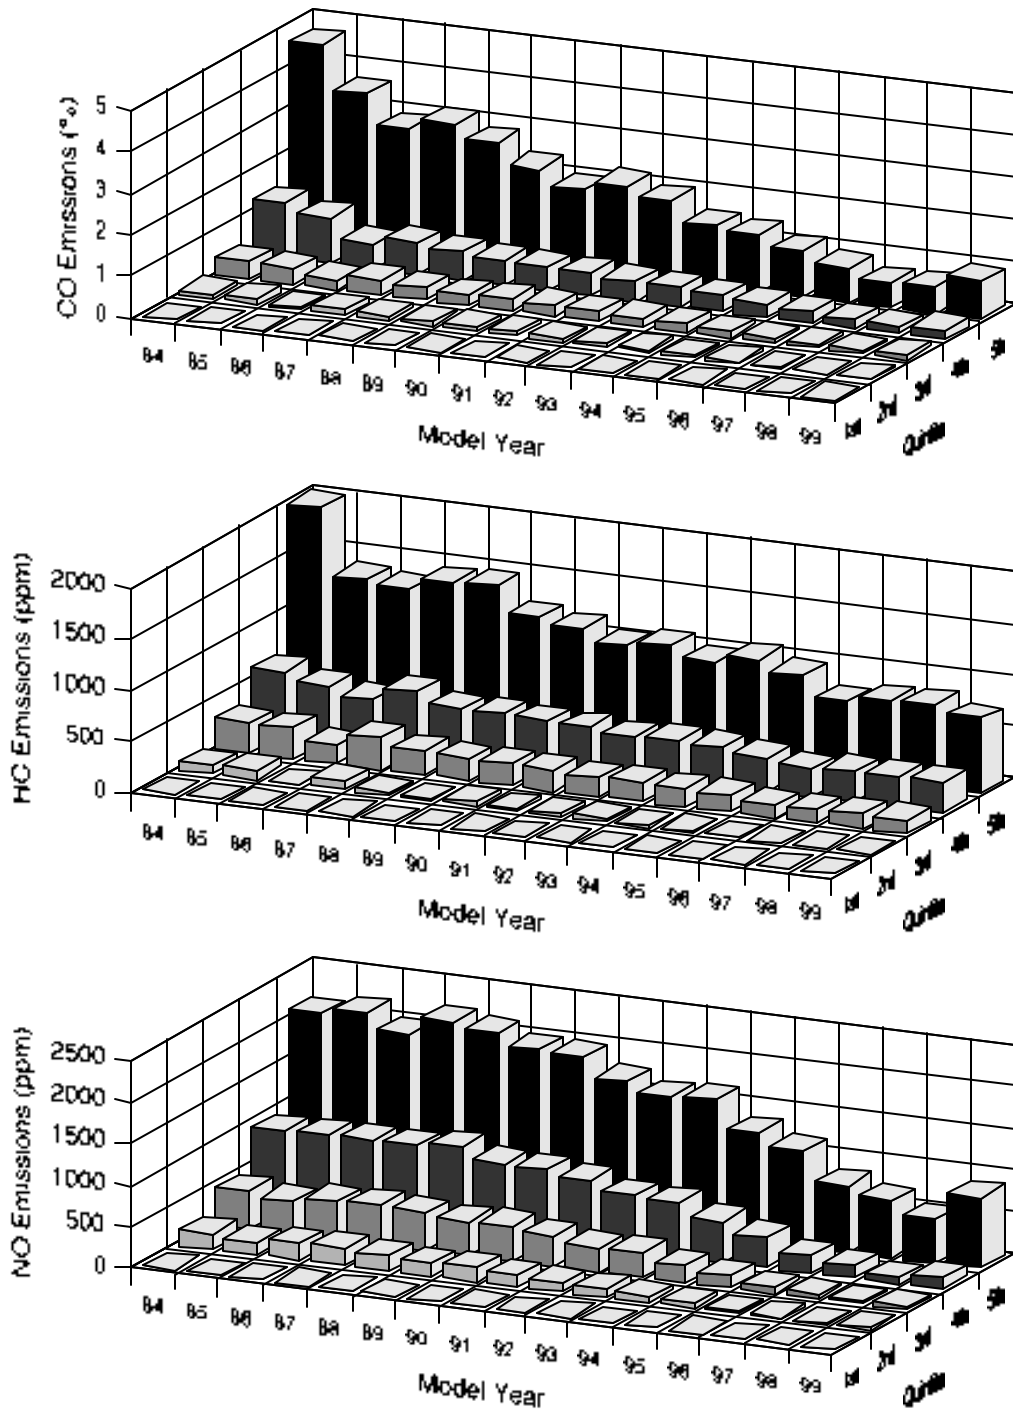 CO Emissions (%)
5
4
3
2
1
0
84 85 86 87 88 89 90 91 92 93 94 95 96 97 98 99
1st 2nd 3rd 4th 5th
Model Year
Quintile
HC Emissions (ppm)
2000
1500
1000
500
0
84 85 86 87 88 89 90 91 92 93 94 95 96 97 98 99
1st 2nd 3rd 4th 5th
Model Year
Quintile
NO Emissions (ppm)
2500
2000
1500
1000
500
0
84 85 86 87 88 89 90 91 92 93 94 95 96 97 98 99
1st 2nd 3rd 4th 5th
Model Year
Quintile